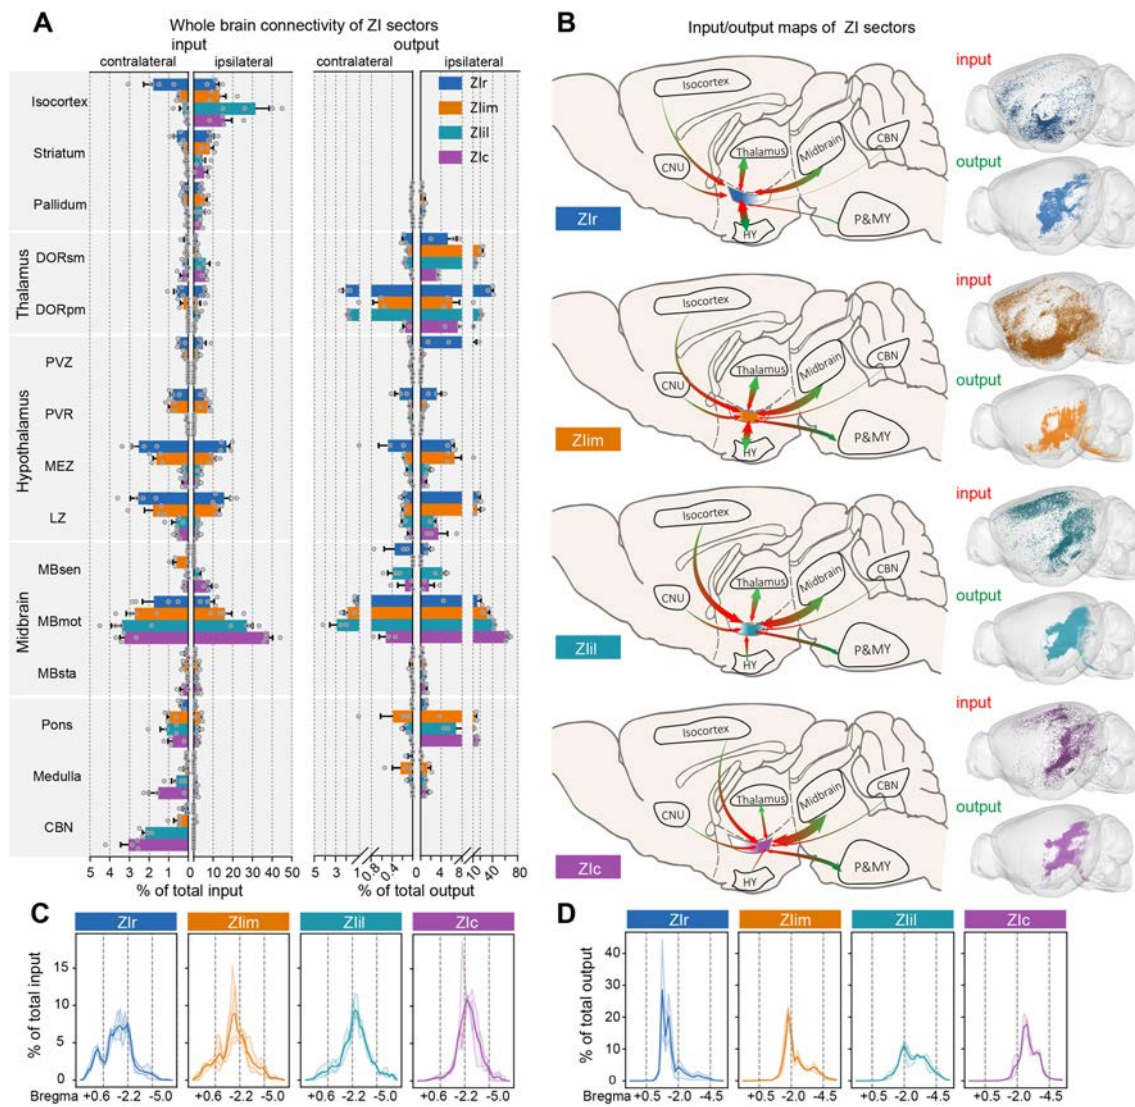 A
Whole brain connectivity of ZI sectors
input
output
contralateral
ipsilateral
contralateral
ipsilateral
ZIr
ZIim
ZIil
ZIc
Isocortex
Striatum
Pallidum
Thalamus
DORsm
DORpm
Hypothalamus
PVZ
PVR
MEZ
LZ
Midbrain
MBsen
MBmot
MBsta
Pons
Medulla
CBN
5 4 3 2 1 0 0 10 20 30 40 50
% of total input
5 4 3 2 1 0.8 0.4 0 0 4 8 10 20 40 60 80
% of total output
B
Input/output maps of ZI sectors
Isocortex
CNU
Thalamus
Midbrain
CBN
HY
P&MY
ZIr
input
output
Isocortex
CNU
Thalamus
Midbrain
CBN
HY
P&MY
ZIim
input
output
Isocortex
CNU
Thalamus
Midbrain
CBN
HY
P&MY
ZIil
input
output
Isocortex
CNU
Thalamus
Midbrain
CBN
HY
P&MY
ZIc
input
output
C
ZIr
ZIim
ZIil
ZIc
% of total input
15
10
5
0
Bregma +0.6 -2.2 -5.0 +0.6 -2.2 -5.0 +0.6 -2.2 -5.0 +0.6 -2.2 -5.0
D
ZIr
ZIim
ZIil
ZIc
% of total output
40
30
20
10
0
Bregma +0.5 -2.0 -4.5 +0.5 -2.0 -4.5 +0.5 -2.0 -4.5 +0.5 -2.0 -4.5